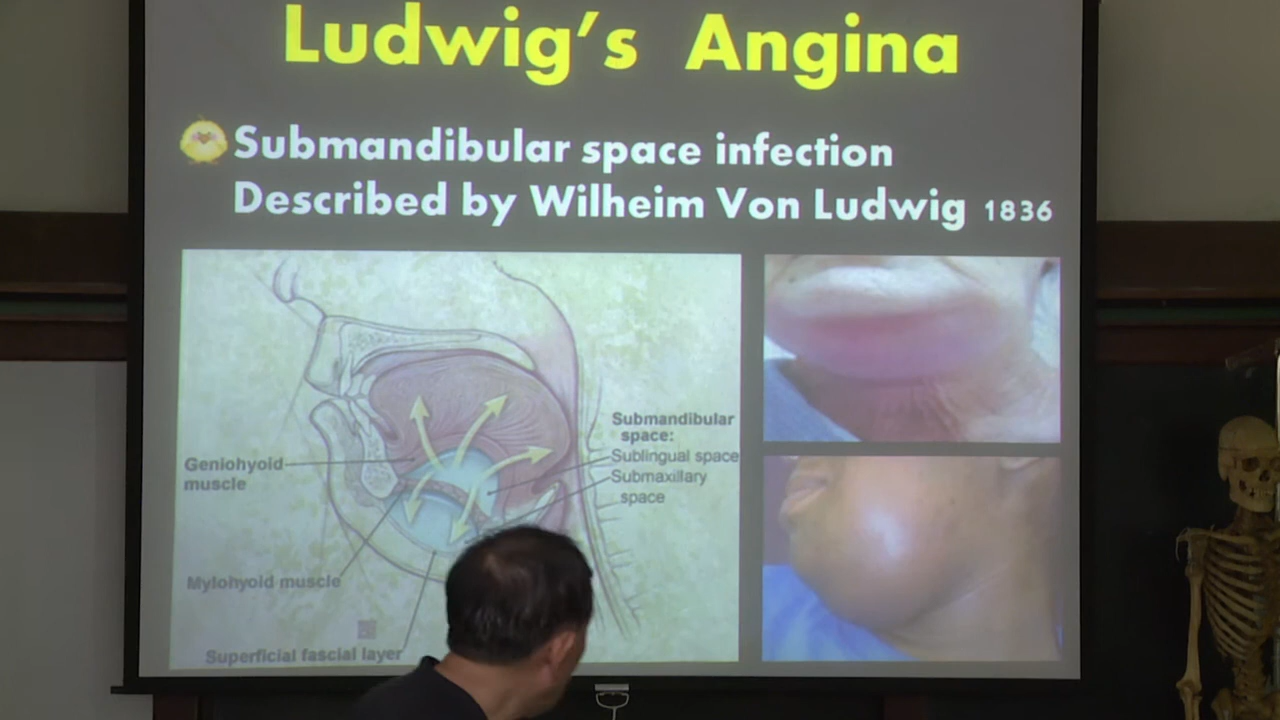 Ludwig's Angina
Submandibular space infection
Described by Wilheim Von Ludwig 1836
Submandibular
space:
Sublingual space
Submaxillary
space
Geniohyoid
muscle
Mylohyoid muscle
Superficial fascial layer